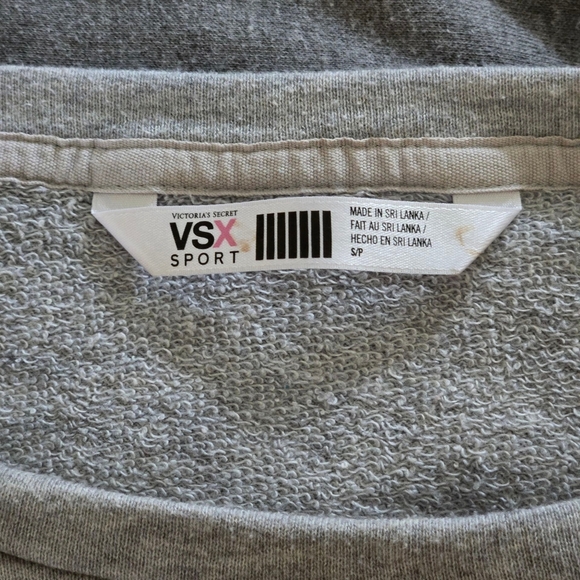 VICTORIA'S SECRET
VSX
SPORT
MADE IN SRI LANKA /
FAIT AU SRI LANKA /
HECHO EN SRI LANKA
S/P